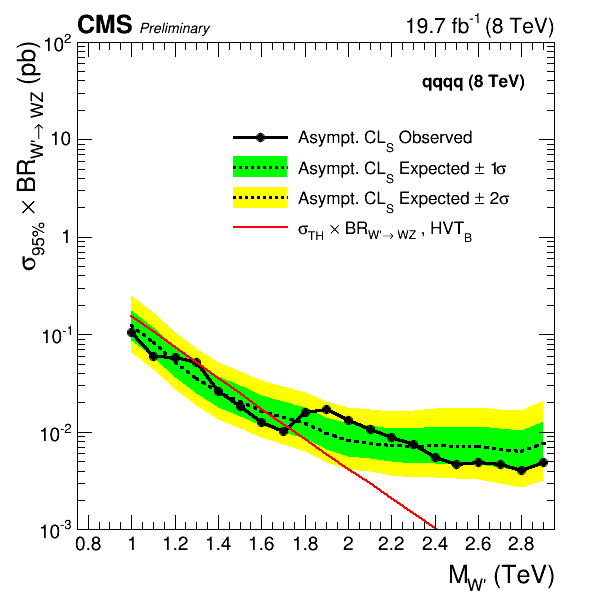 CMS Preliminary 19.7 fb⁻¹ (8 TeV)
σ95% × BRW'→ WZ (pb)
10²
10
1
10⁻¹
10⁻²
10⁻³
qqqq (8 TeV)
Asympt. CLS Observed
Asympt. CLS Expected ± 1σ
Asympt. CLS Expected ± 2σ
σTH × BRW'→ WZ , HVTB
0.8 1 1.2 1.4 1.6 1.8 2 2.2 2.4 2.6 2.8
MW' (TeV)